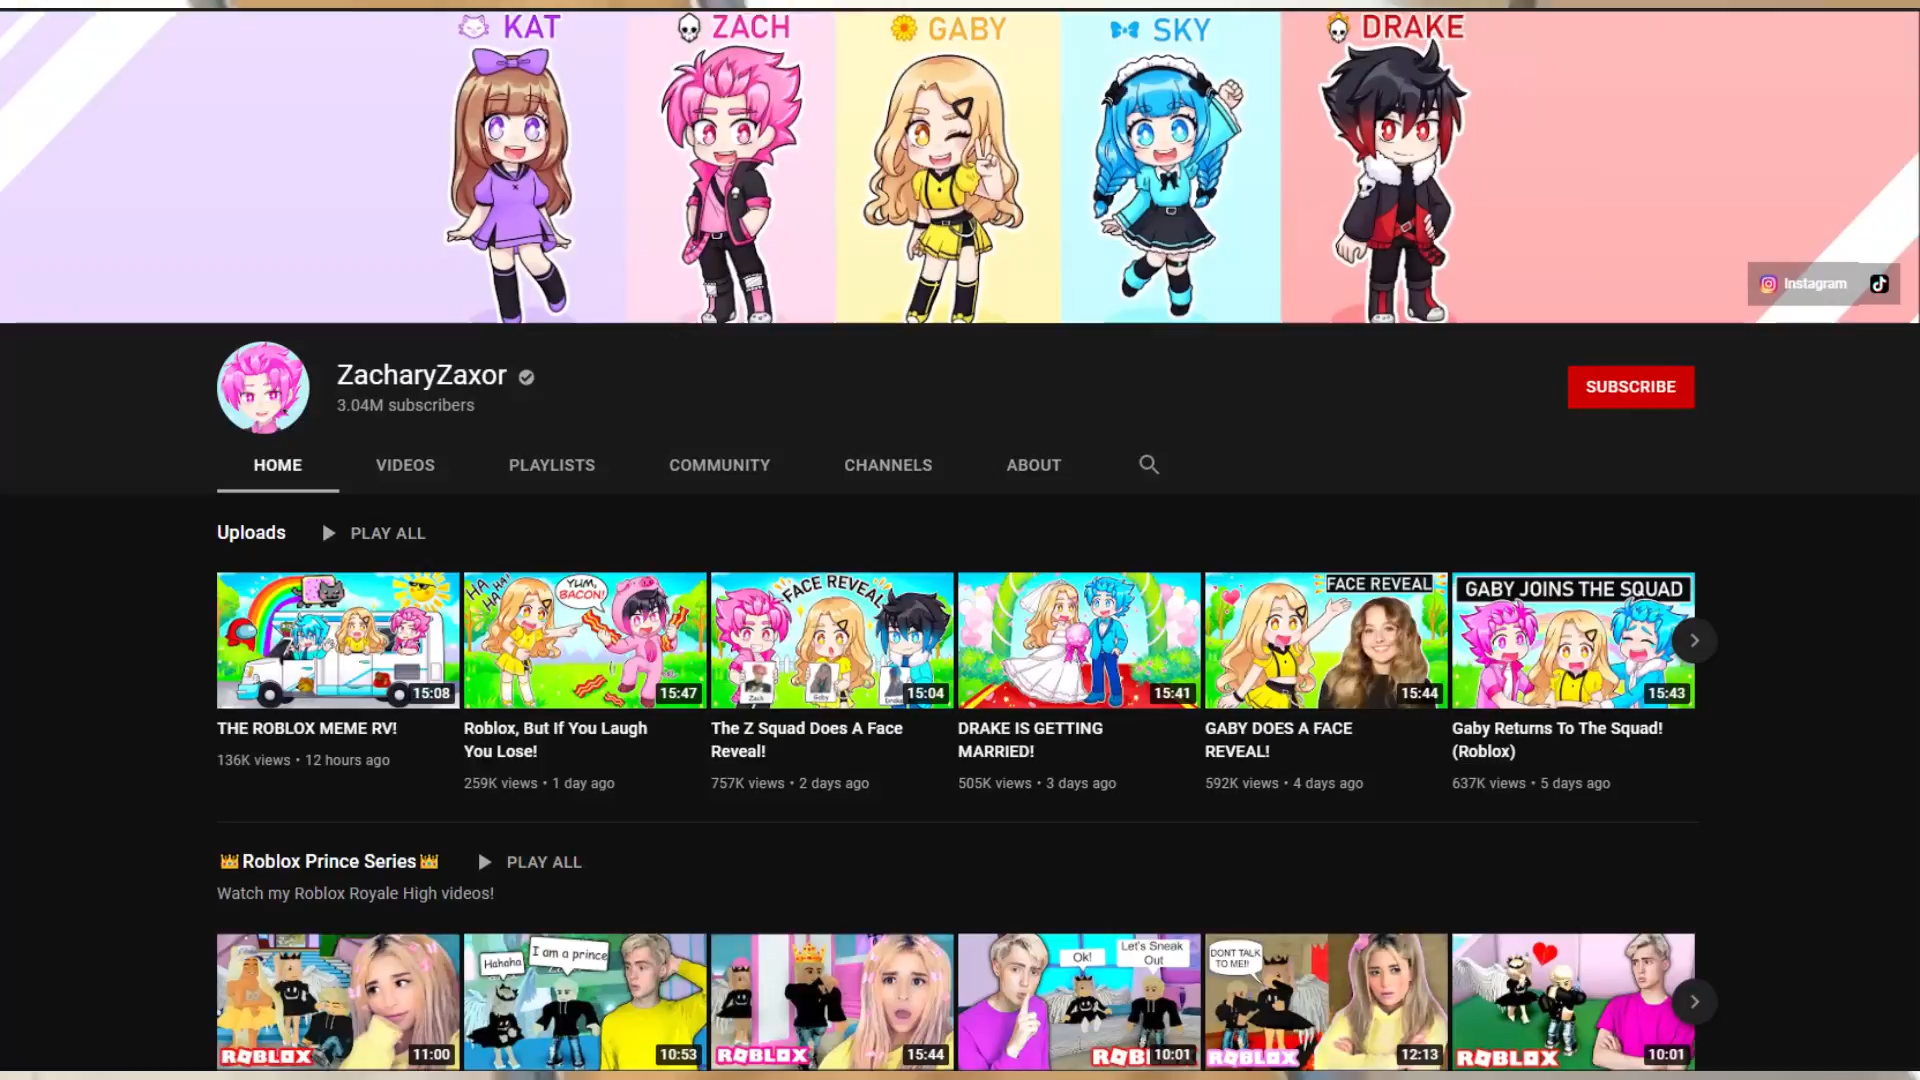 KAT
ZACH
GABY
SKY
DRAKE
Instagram
ZacharyZaxor
3.04M subscribers
SUBSCRIBE
HOME
VIDEOS
PLAYLISTS
COMMUNITY
CHANNELS
ABOUT
Uploads
PLAY ALL
15:08
HA HA HA!
YUM,
BACON!
15:47
FACE REVEAL
Zach
Gaby
Drake
15:04
15:41
FACE REVEAL
15:44
GABY JOINS THE SQUAD
15:43
THE ROBLOX MEME RV!
136K views • 12 hours ago
Roblox, But If You Laugh
You Lose!
259K views • 1 day ago
The Z Squad Does A Face
Reveal!
757K views • 2 days ago
DRAKE IS GETTING
MARRIED!
505K views • 3 days ago
GABY DOES A FACE
REVEAL!
592K views • 4 days ago
Gaby Returns To The Squad!
(Roblox)
637K views • 5 days ago
Roblox Prince Series
PLAY ALL
Watch my Roblox Royale High videos!
ROBLOX
11:00
Hahaha
I am a prince
10:53
ROBLOX
15:44
Ok!
Let's Sneak
Out
ROBL
10:01
DONT TALK
TO ME!!
ROBLOX
12:13
ROBLOX
10:01